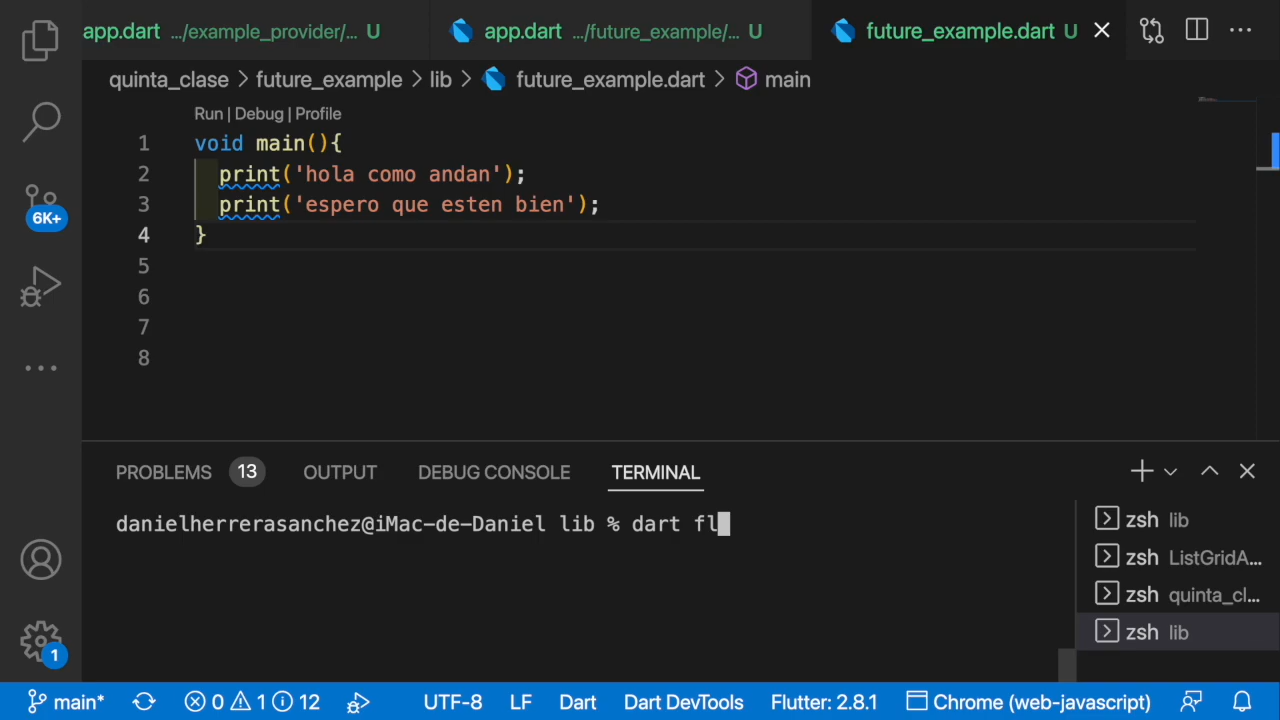 app.dart .../example_provider/... U
app.dart .../future_example/... U
future_example.dart U
quinta_clase > future_example > lib > future_example.dart > main
Run | Debug | Profile
1 void main(){
2 print('hola como andan');
3 print('espero que esten bien');
4 }
5
6
7
8
6K+
PROBLEMS 13 OUTPUT DEBUG CONSOLE TERMINAL
danielherrerasanchez@iMac-de-Daniel lib % dart fl
zsh lib
zsh ListGridA...
zsh quinta_cl...
zsh lib
1
main* 0 1 12 UTF-8 LF Dart Dart DevTools Flutter: 2.8.1 Chrome (web-javascript)